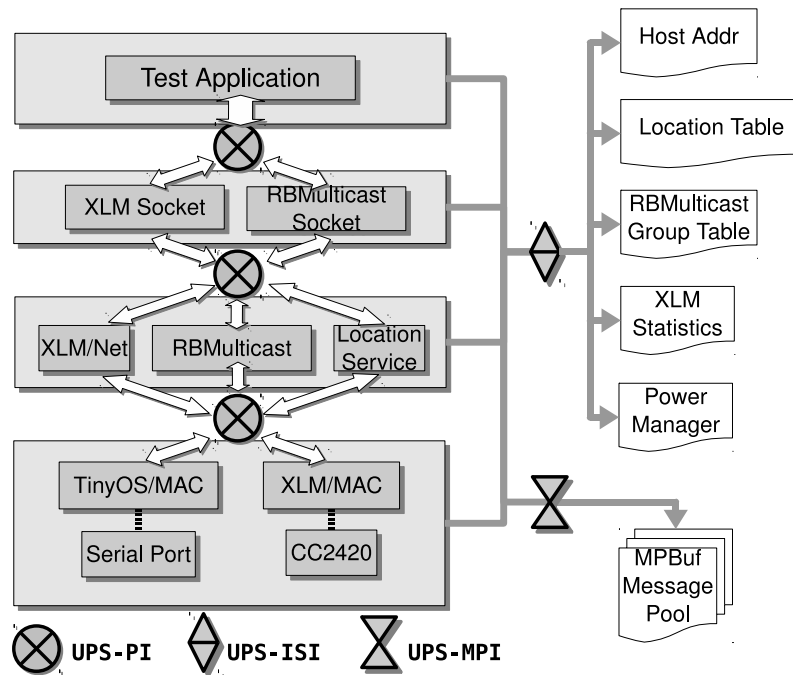 Test Application
XLM Socket
RBMulticast
Socket
XLM/Net
RBMulticast
Location
Service
TinyOS/MAC
XLM/MAC
Serial Port
CC2420
Host Addr
Location Table
RBMulticast
Group Table
XLM
Statistics
Power
Manager
MPBuf
Message
Pool
UPS-PI
UPS-ISI
UPS-MPI